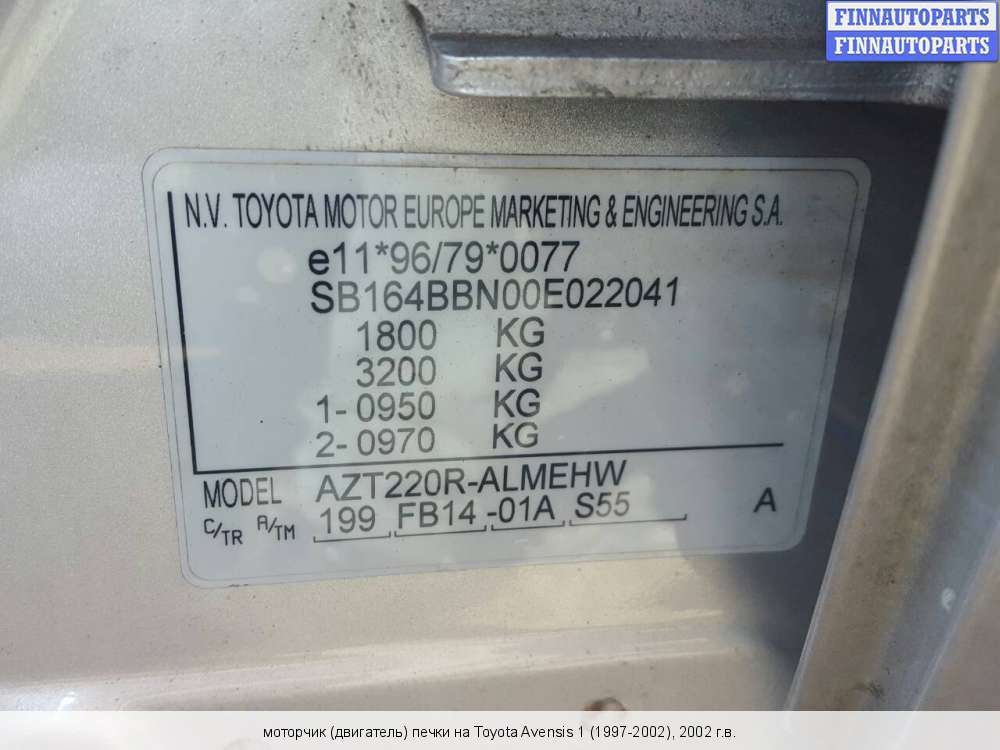 FINNAUTOPARTS
FINNAUTOPARTS
N.V. TOYOTA MOTOR EUROPE MARKETING & ENGINEERING S.A.
e11*96/79*0077
SB164BBN00E022041
1800 KG
3200 KG
1- 0950 KG
2- 0970 KG
MODEL AZT220R-ALMEHW
C/TR A/TM 199 FB14 -01A S55 A
моторчик (двигатель) печки на Toyota Avensis 1 (1997-2002), 2002 г.в.